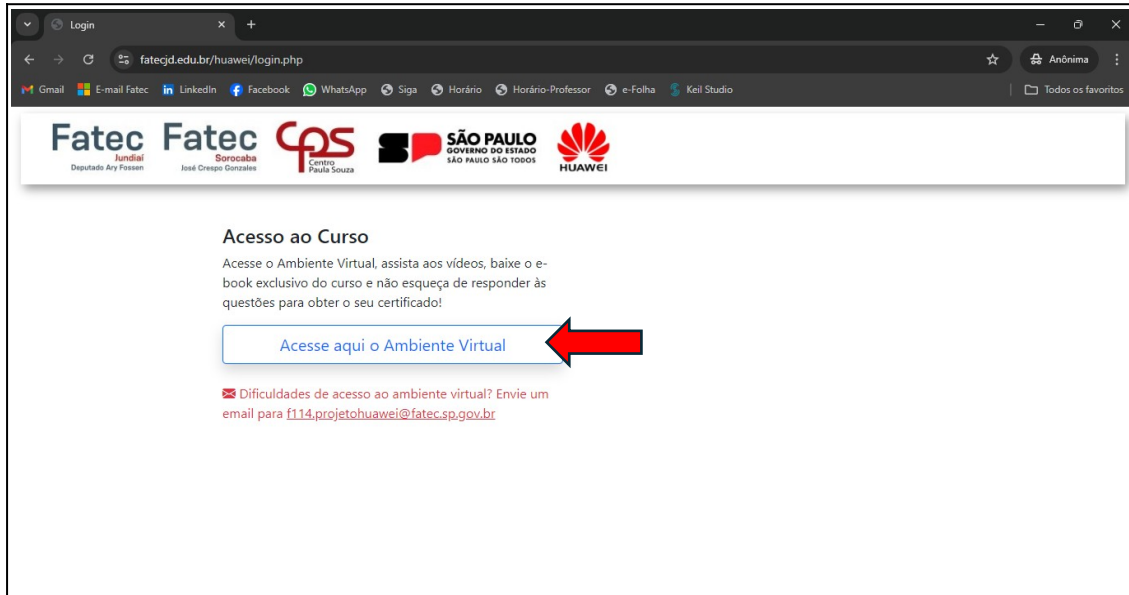 Login
fatecjd.edu.br/huawei/login.php
Anônima
Gmail E-mail Fatec LinkedIn Facebook WhatsApp Siga Horário Horário-Professor e-Folha Keil Studio Todos os favoritos
Fatec
Jundiaí
Deputado Ary Fossen
Fatec
Sorocaba
José Crespo Gonzales
CPS
Centro
Paula Souza
SP
SÃO PAULO
GOVERNO DO ESTADO
SÃO PAULO SÃO TODOS
HUAWEI
Acesso ao Curso
Acesse o Ambiente Virtual, assista aos vídeos, baixe o e-
book exclusivo do curso e não esqueça de responder às
questões para obter o seu certificado!
Acesse aqui o Ambiente Virtual
Dificuldades de acesso ao ambiente virtual? Envie um
email para f114.projetohuawei@fatec.sp.gov.br